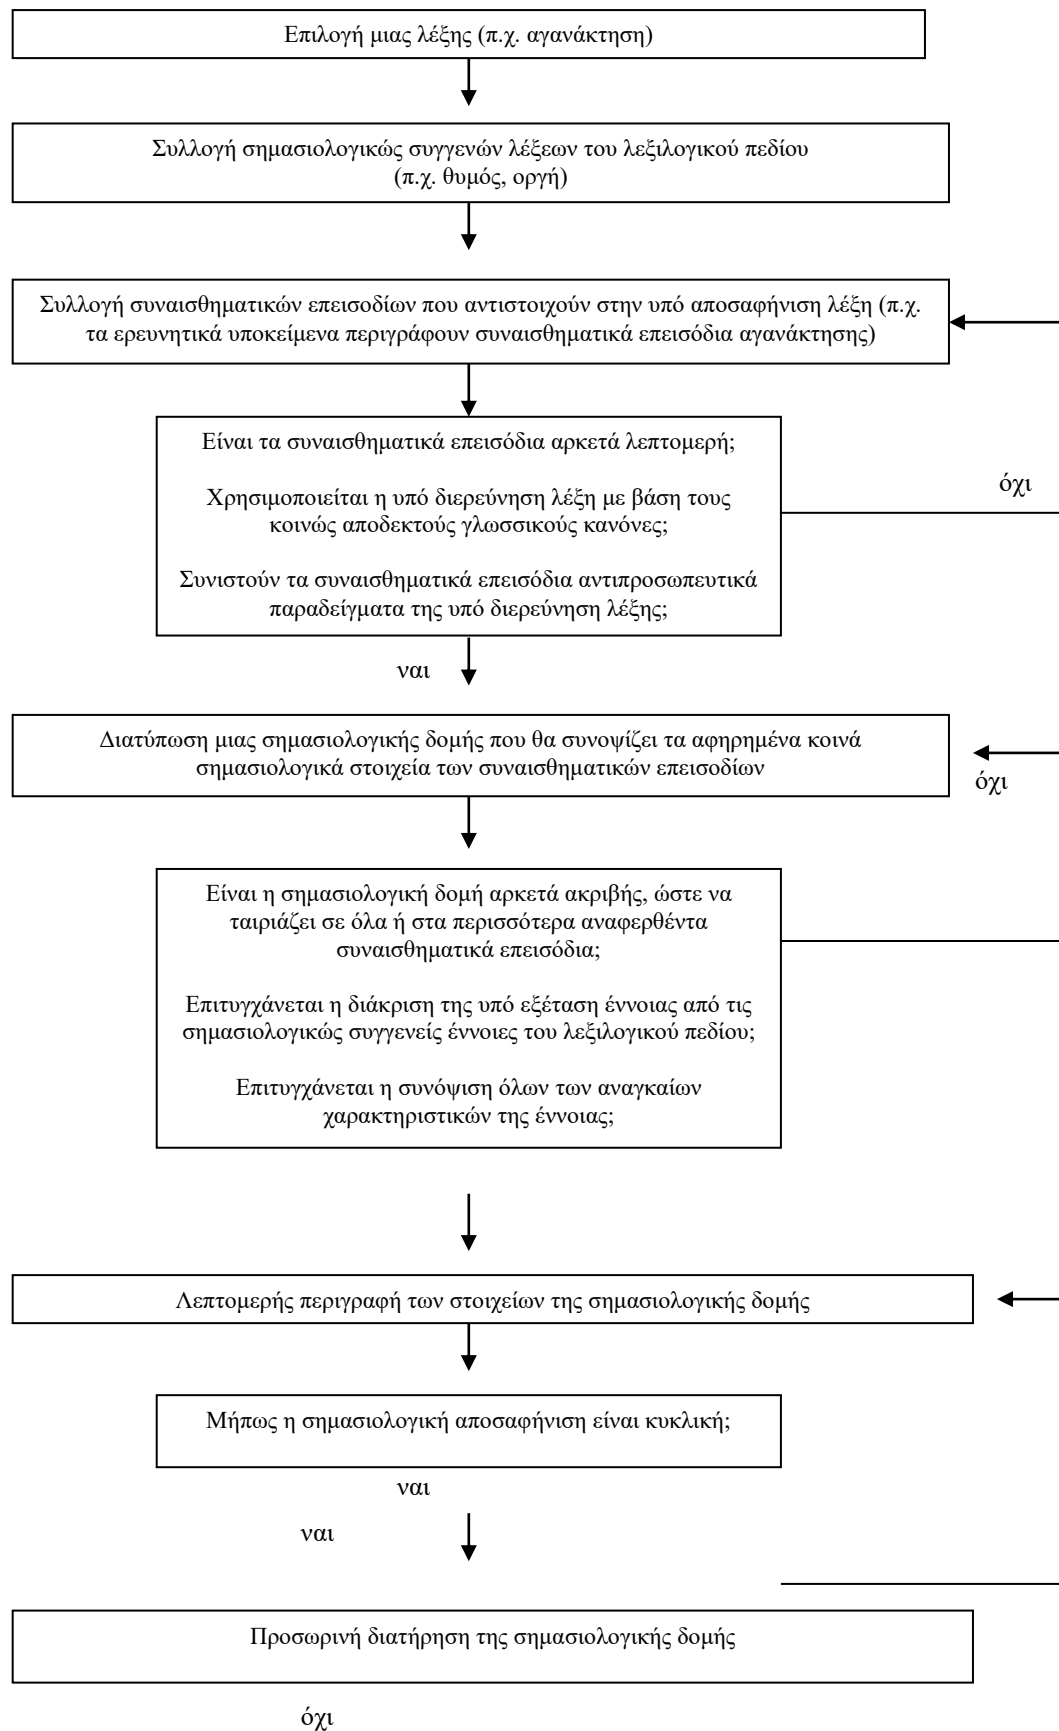 Επιλογή μιας λέξης (π.χ. αγανάκτηση)
Συλλογή σημασιολογικώς συγγενών λέξεων του λεξιλογικού πεδίου
(π.χ. θυμός, οργή)
Συλλογή συναισθηματικών επεισοδίων που αντιστοιχούν στην υπό αποσαφήνιση λέξη (π.χ.
τα ερευνητικά υποκείμενα περιγράφουν συναισθηματικά επεισόδια αγανάκτησης)
Είναι τα συναισθηματικά επεισόδια αρκετά λεπτομερή;
Χρησιμοποιείται η υπό διερεύνηση λέξη με βάση τους
κοινώς αποδεκτούς γλωσσικούς κανόνες;
Συνιστούν τα συναισθηματικά επεισόδια αντιπροσωπευτικά
παραδείγματα της υπό διερεύνηση λέξης;
όχι
ναι
Διατύπωση μιας σημασιολογικής δομής που θα συνοψίζει τα αφηρημένα κοινά
σημασιολογικά στοιχεία των συναισθηματικών επεισοδίων
όχι
Είναι η σημασιολογική δομή αρκετά ακριβής, ώστε να
ταιριάζει σε όλα ή στα περισσότερα αναφερθέντα
συναισθηματικά επεισόδια;
Επιτυγχάνεται η διάκριση της υπό εξέταση έννοιας από τις
σημασιολογικώς συγγενείς έννοιες του λεξιλογικού πεδίου;
Επιτυγχάνεται η συνόψιση όλων των αναγκαίων
χαρακτηριστικών της έννοιας;
Λεπτομερής περιγραφή των στοιχείων της σημασιολογικής δομής
Μήπως η σημασιολογική αποσαφήνιση είναι κυκλική;
ναι
ναι
Προσωρινή διατήρηση της σημασιολογικής δομής
όχι